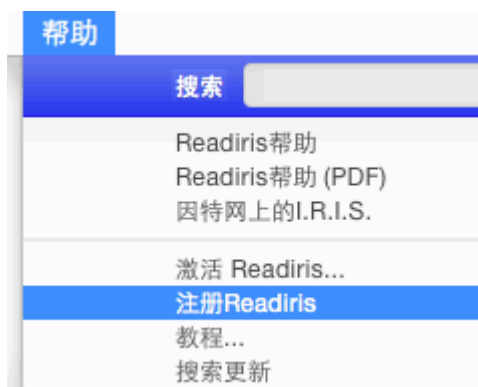 帮助
搜索
Readiris帮助
Readiris帮助 (PDF)
因特网上的I.R.I.S.
激活 Readiris...
注册Readiris
教程...
搜索更新